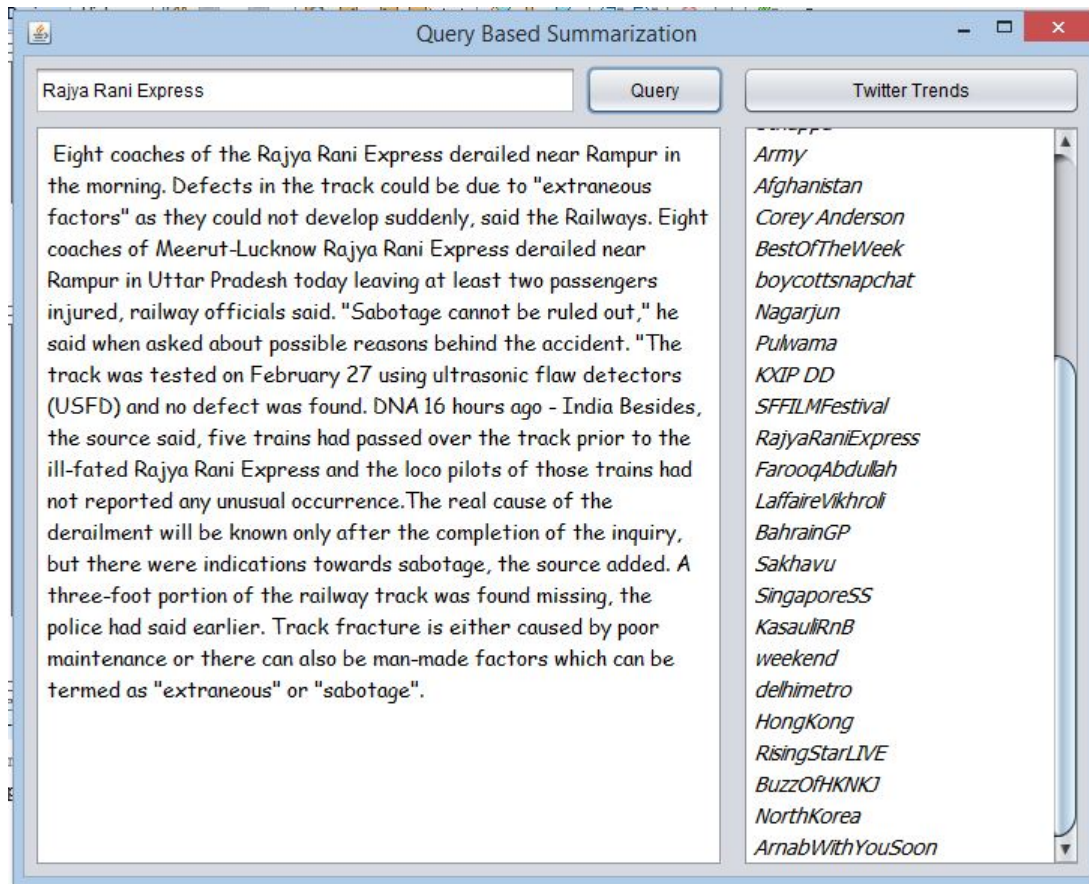 Query Based Summarization
Rajya Rani Express
Query
Twitter Trends
Eight coaches of the Rajya Rani Express derailed near Rampur in
the morning. Defects in the track could be due to "extraneous
factors" as they could not develop suddenly, said the Railways. Eight
coaches of Meerut-Lucknow Rajya Rani Express derailed near
Rampur in Uttar Pradesh today leaving at least two passengers
injured, railway officials said. "Sabotage cannot be ruled out," he
said when asked about possible reasons behind the accident. "The
track was tested on February 27 using ultrasonic flaw detectors
(USFD) and no defect was found. DNA 16 hours ago - India Besides,
the source said, five trains had passed over the track prior to the
ill-fated Rajya Rani Express and the loco pilots of those trains had
not reported any unusual occurrence.The real cause of the
derailment will be known only after the completion of the inquiry,
but there were indications towards sabotage, the source added. A
three-foot portion of the railway track was found missing, the
police had said earlier. Track fracture is either caused by poor
maintenance or there can also be man-made factors which can be
termed as "extraneous" or "sabotage".
Army
Afghanistan
Corey Anderson
BestOfTheWeek
boycottsnapchat
Nagarjun
Pulwama
KXIP DD
SFFILMFestival
RajyaRaniExpress
FarooqAbdullah
LaffaireVikhroli
BahrainGP
Sakhavu
SingaporeSS
KasauliRnB
weekend
delhimetro
HongKong
RisingStarLIVE
BuzzOfHKNKJ
NorthKorea
ArnabWithYouSoon